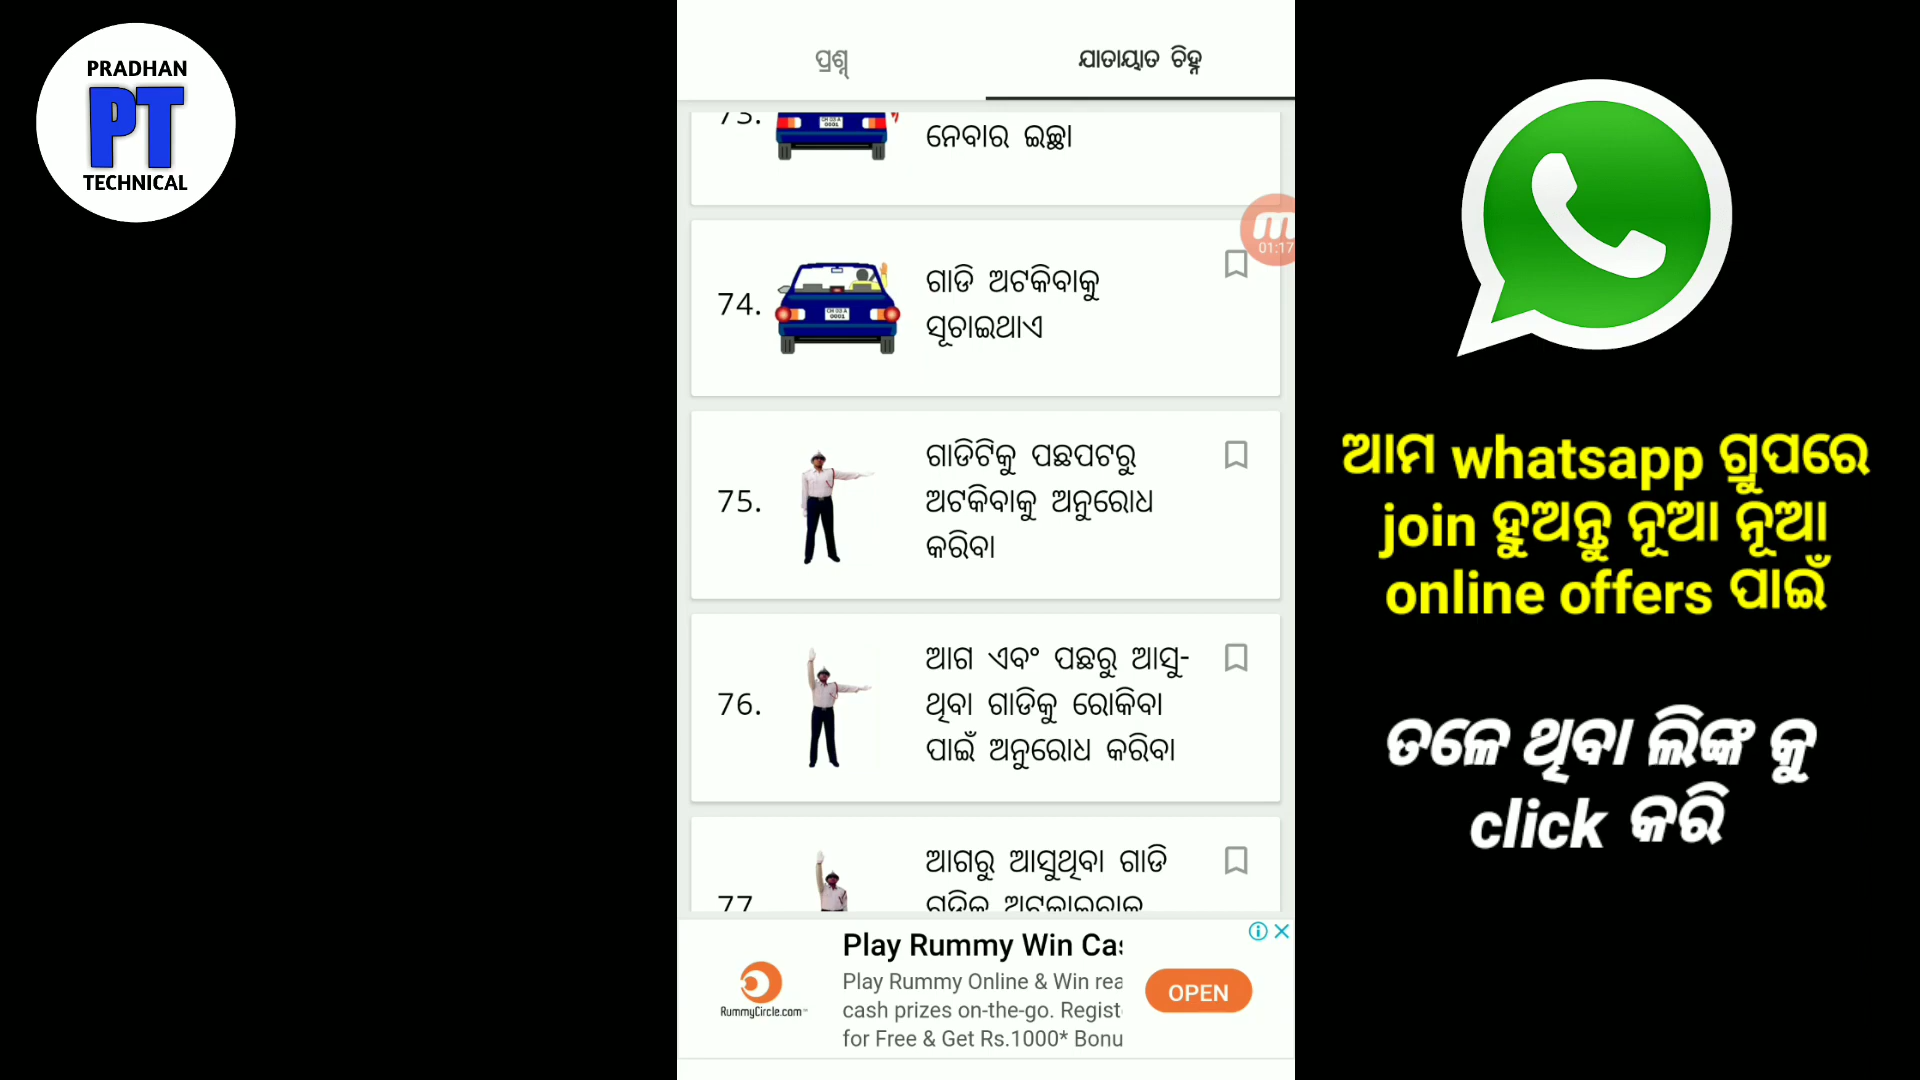 PRADHAN
PT
TECHNICAL
ପ୍ରଶ୍ନ
ଯାତାୟାତ ଚିହ୍ନ
73.
ନେବାର ଇଚ୍ଛା
01:17
74.
ଗାଡି ଅଟକିବାକୁ
ସୂଚାଇଥାଏ
75.
ଗାଡିଟିକୁ ପଛପଟରୁ
ଅଟକିବାକୁ ଅନୁରୋଧ
କରିବା
76.
ଆଗ ଏବଂ ପଛରୁ ଆସୁ-
ଥିବା ଗାଡିକୁ ରୋକିବା
ପାଇଁ ଅନୁରୋଧ କରିବା
77
ଆଗରୁ ଆସୁଥିବା ଗାଡି
Play Rummy Win Ca
RummyCircle.com
Play Rummy Online & Win rea
cash prizes on-the-go. Regist
for Free & Get Rs.1000* Bonu
OPEN
ଆମ whatsapp ଗ୍ରୁପରେ
join ହୁଅନ୍ତୁ ନୂଆ ନୂଆ
online offers ପାଇଁ
ତଳେ ଥିବା ଲିଙ୍କ କୁ
click କରି